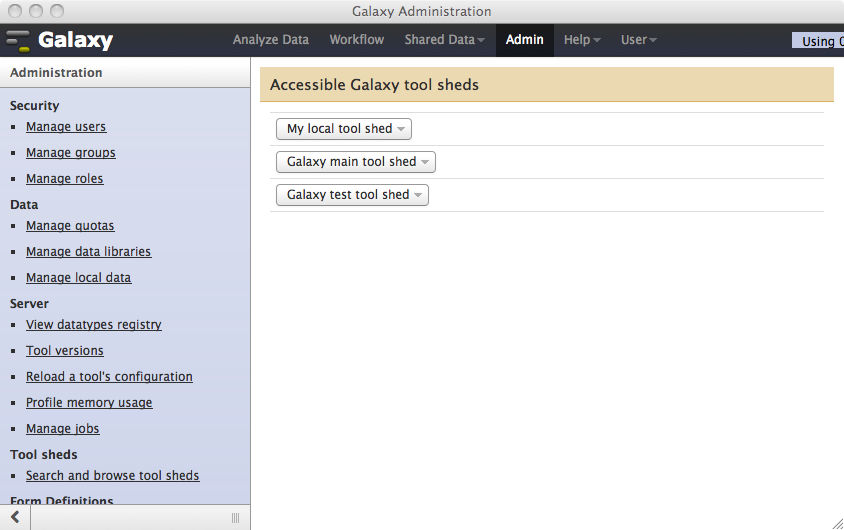 Galaxy Administration
Galaxy Analyze Data Workflow Shared Data Admin Help User Using
Administration
Security
Manage users
Manage groups
Manage roles
Data
Manage quotas
Manage data libraries
Manage local data
Server
View datatypes registry
Tool versions
Reload a tool's configuration
Profile memory usage
Manage jobs
Tool sheds
Search and browse tool sheds
Form Definitions
Accessible Galaxy tool sheds
My local tool shed
Galaxy main tool shed
Galaxy test tool shed